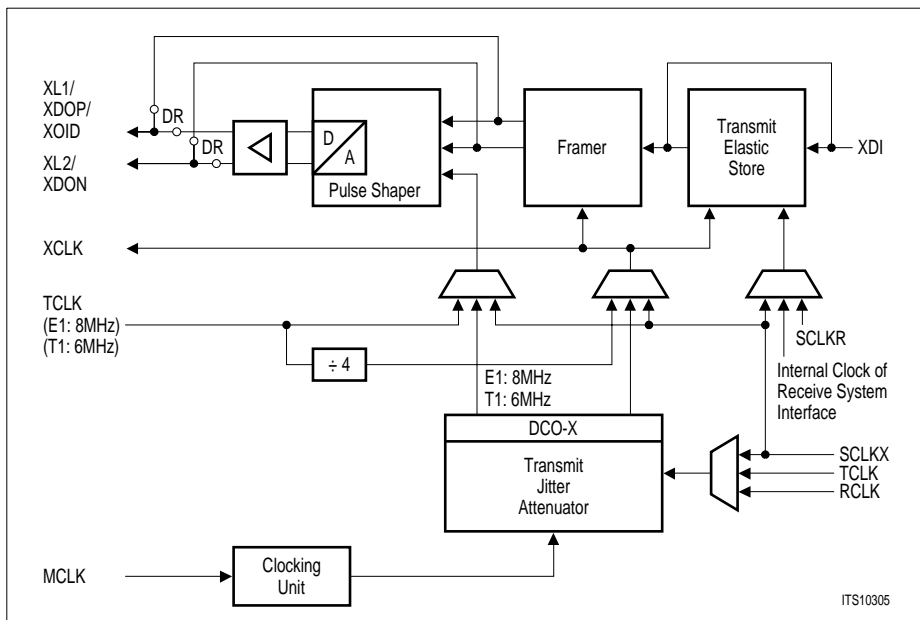 XL1/
XDOP/
XOID
DR
XL2/
XDON
DR
D
A
Pulse Shaper
Framer
Transmit
Elastic
Store
XDI
XCLK
TCLK
(E1: 8MHz)
(T1: 6MHz)
÷ 4
E1: 8MHz
T1: 6MHz
SCLKR
Internal Clock of
Receive System
Interface
DCO-X
Transmit
Jitter
Attenuator
SCLKX
TCLK
RCLK
MCLK
Clocking
Unit
ITS10305